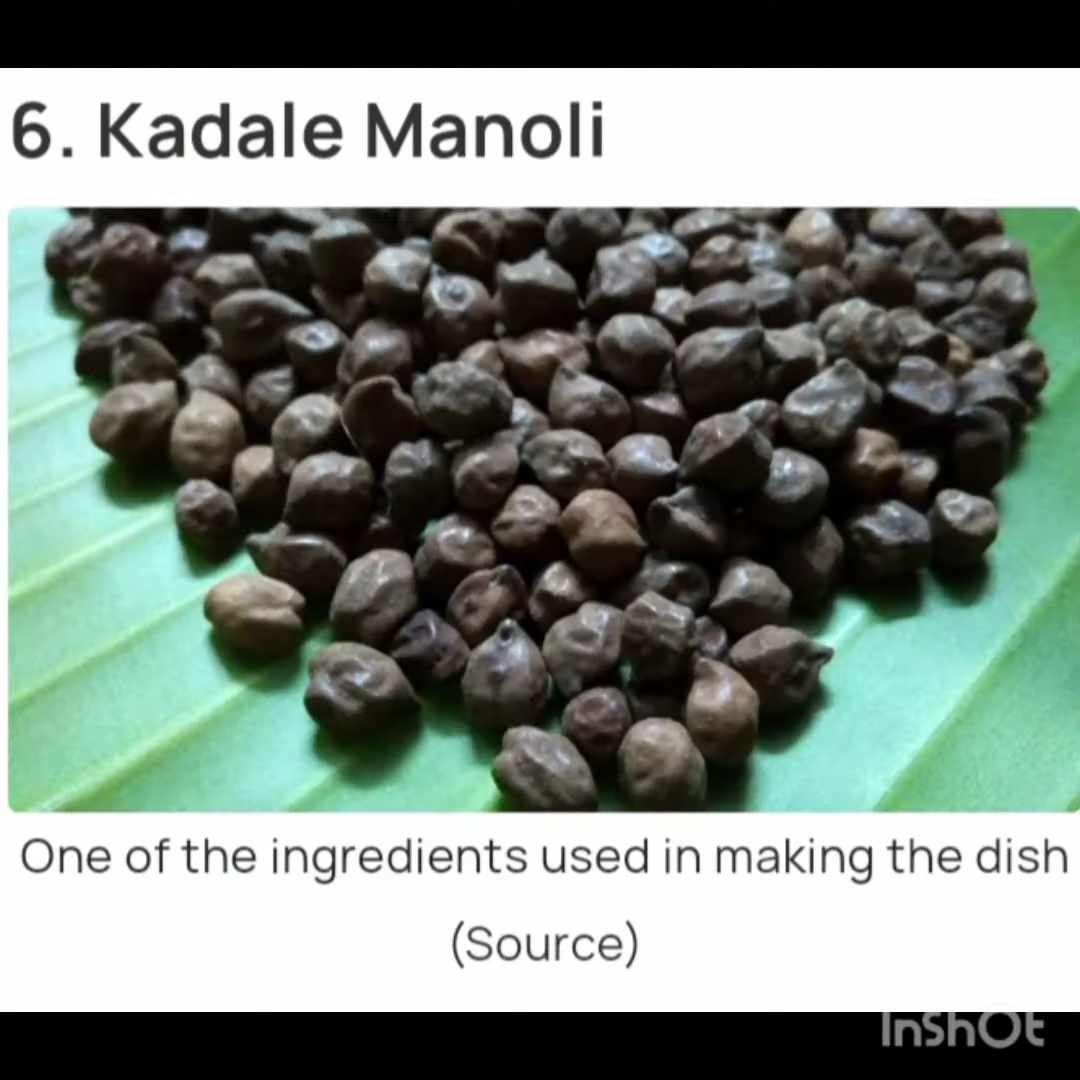 6. Kadale Manoli
One of the ingredients used in making the dish
(Source)
InShOt